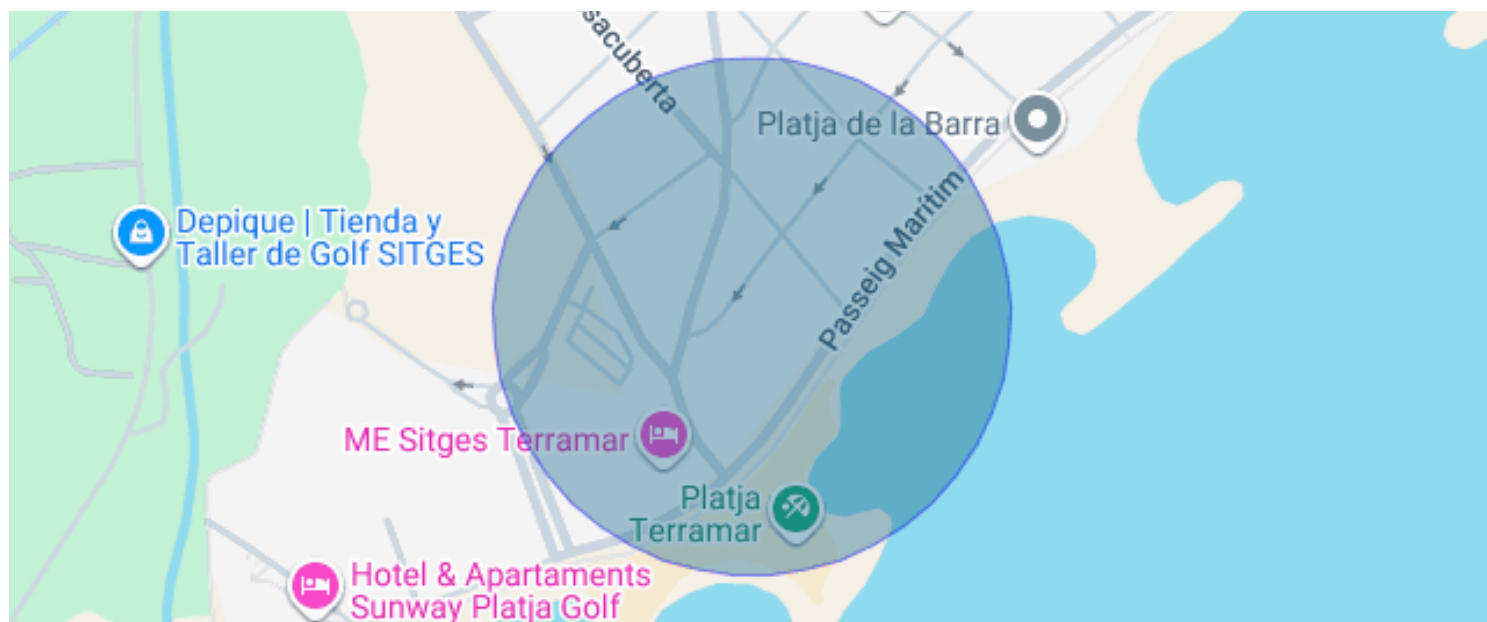 sacuberta
Platja de la Barra
Depique | Tienda y
Taller de Golf SITGES
Passeig Marítim
ME Sitges Terramar
Platja
Terramar
Hotel & Apartaments
Sunway Platja Golf